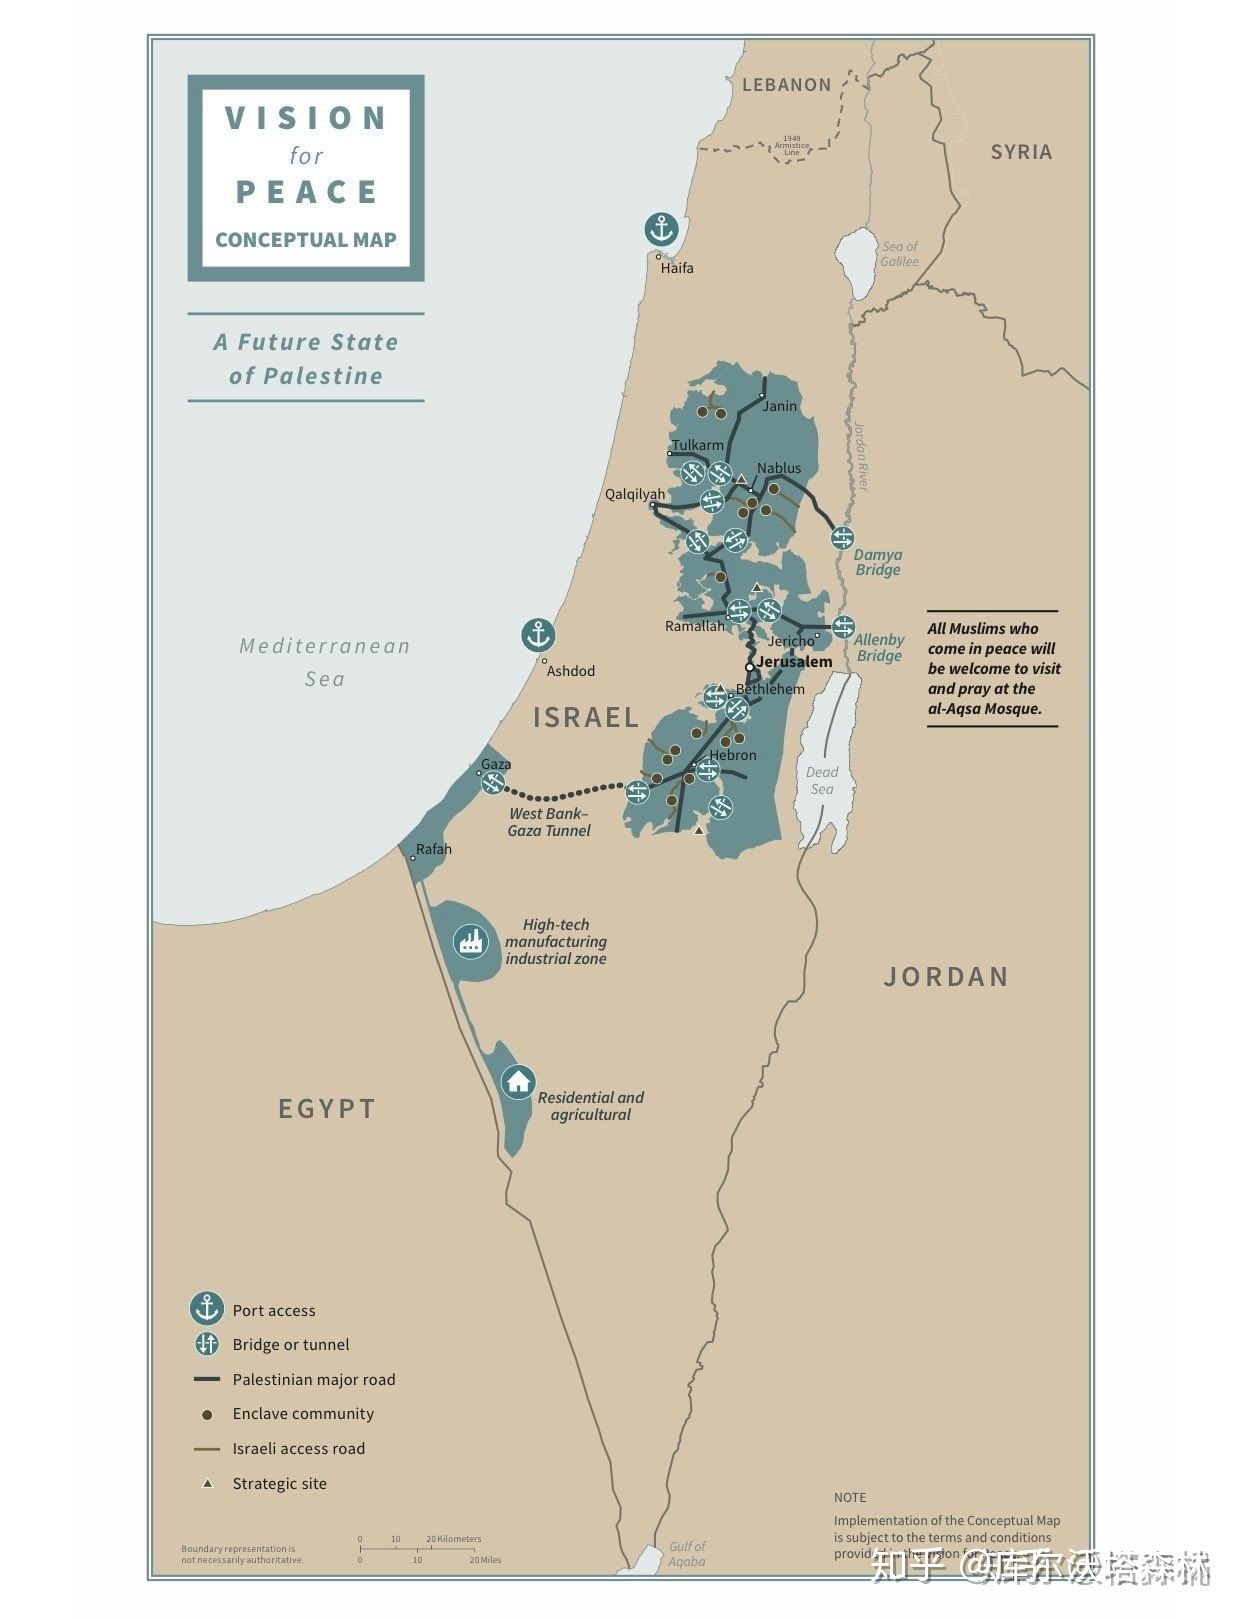 VISION
for
PEACE
CONCEPTUAL MAP
A Future State
of Palestine
LEBANON
1949
Armistice
Line
SYRIA
Sea of
Galilee
Haifa
Janin
Tulkarm
Nablus
Qalqilyah
Jordan River
Damya
Bridge
Ramallah
Jericho
Allenby
Bridge
Jerusalem
Bethlehem
All Muslims who
come in peace will
be welcome to visit
and pray at the
al-Aqsa Mosque.
Mediterranean
Sea
Ashdod
ISRAEL
Hebron
Gaza
West Bank–
Gaza Tunnel
Dead
Sea
Rafah
High-tech
manufacturing
industrial zone
JORDAN
EGYPT
Residential and
agricultural
Port access
Bridge or tunnel
Palestinian major road
Enclave community
Israeli access road
Strategic site
Boundary representation is
not necessarily authoritative.
0 10 20 Kilometers
0 10 20 Miles
Gulf of
Aqaba
NOTE
Implementation of the Conceptual Map
is subject to the terms and conditions
provided in the Vision for
知乎 @库尔沃塔森林